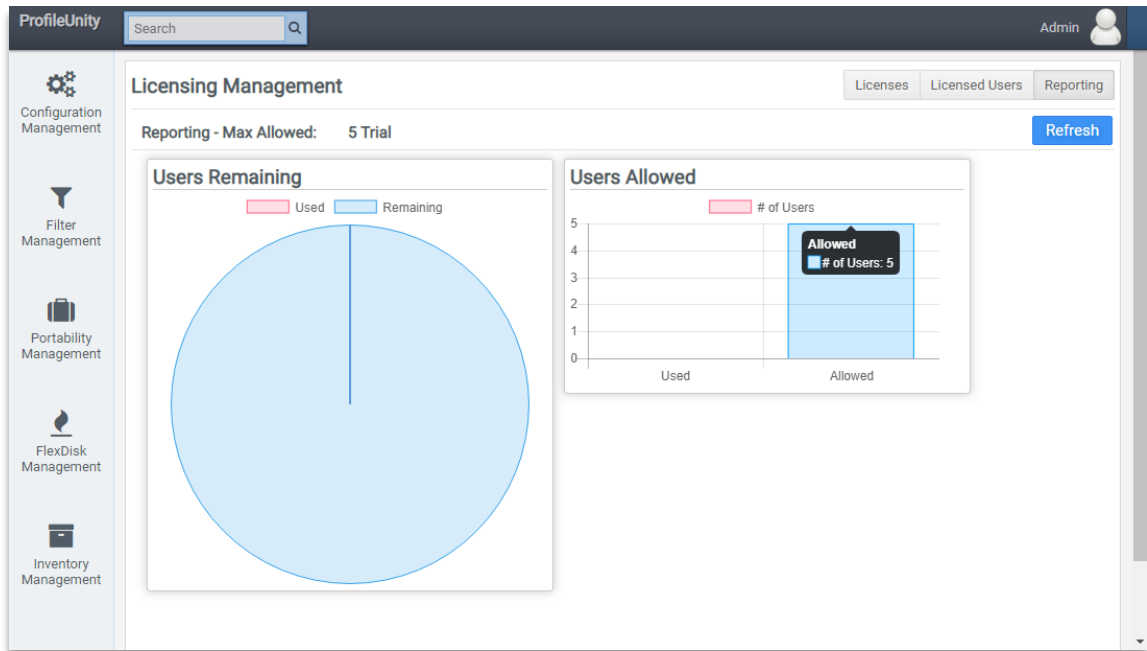 ProfileUnity
Search
Admin
Configuration
Management
Filter
Management
Portability
Management
FlexDisk
Management
Inventory
Management
Licensing Management
Licenses
Licensed Users
Reporting
Reporting - Max Allowed: 5 Trial
Refresh
Users Remaining
Used
Remaining
Users Allowed
# of Users
5
4
3
2
1
0
Allowed
# of Users: 5
Used
Allowed